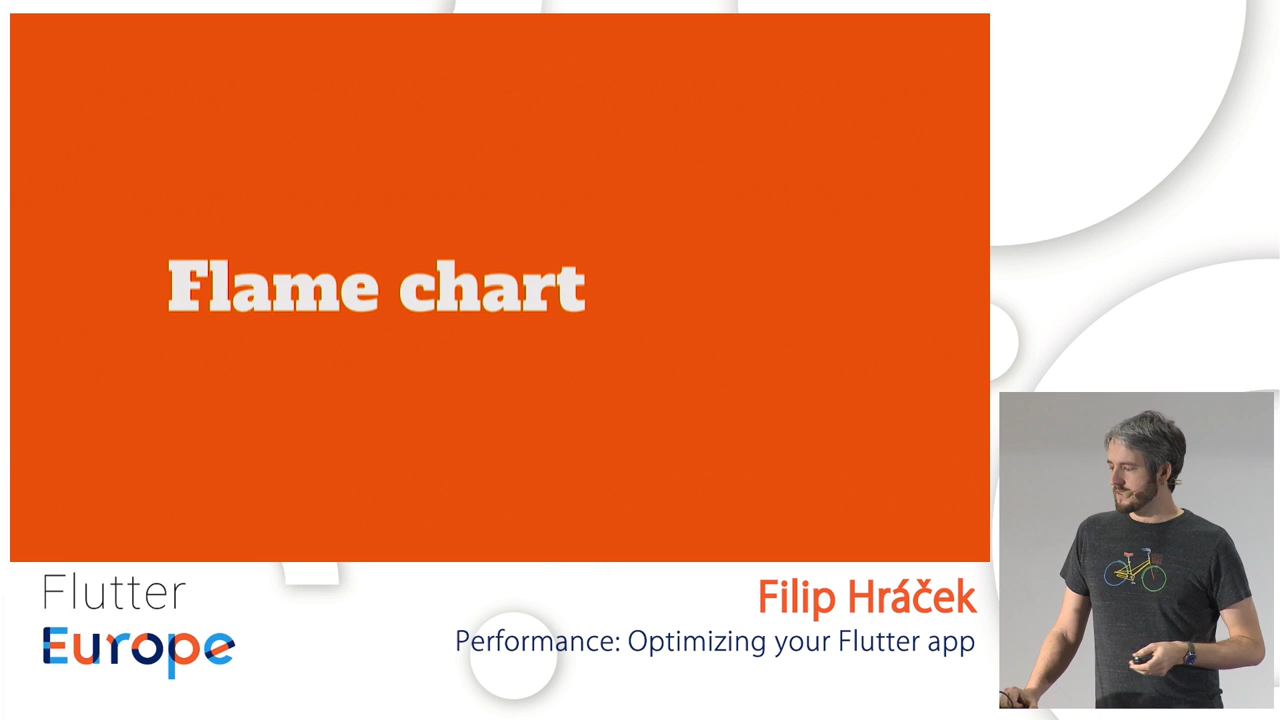 Flame chart
Flutter
Europe
Filip Hráček
Performance: Optimizing your Flutter app